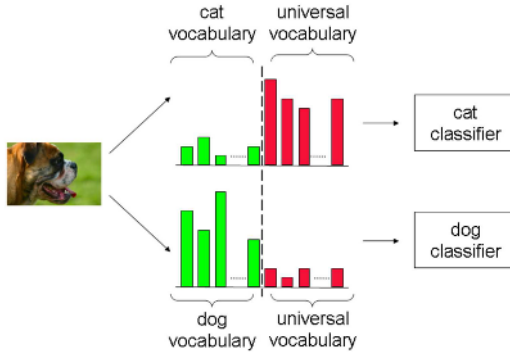 cat
vocabulary
universal
vocabulary
cat
classifier
dog
classifier
dog
vocabulary
universal
vocabulary